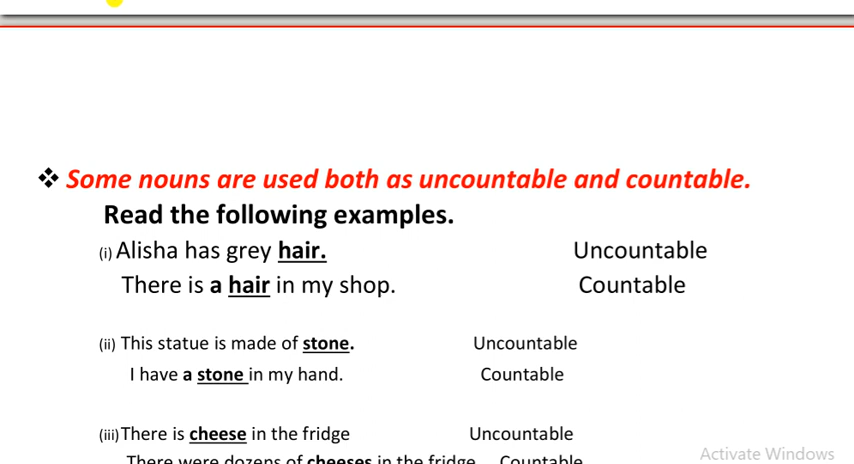 ❖ Some nouns are used both as uncountable and countable.
Read the following examples.
(i) Alisha has grey hair. Uncountable
There is a hair in my shop. Countable
(ii) This statue is made of stone. Uncountable
I have a stone in my hand. Countable
(iii) There is cheese in the fridge Uncountable
There were dozens of cheeses in the fridge Countable
Activate Windows